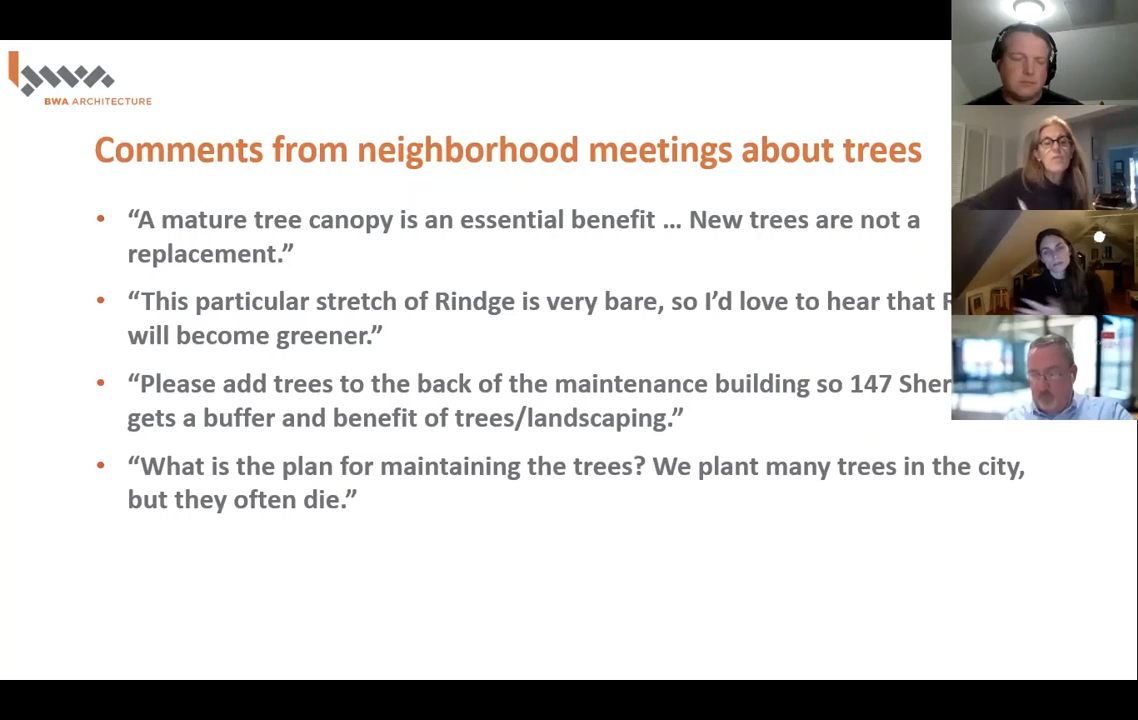 BWA ARCHITECTURE
Comments from neighborhood meetings about trees
• “A mature tree canopy is an essential benefit … New trees are not a
replacement.”
• “This particular stretch of Rindge is very bare, so I’d love to hear that
will become greener.”
• “Please add trees to the back of the maintenance building so 147
gets a buffer and benefit of trees/landscaping.”
• “What is the plan for maintaining the trees? We plant many trees in the city,
but they often die.”